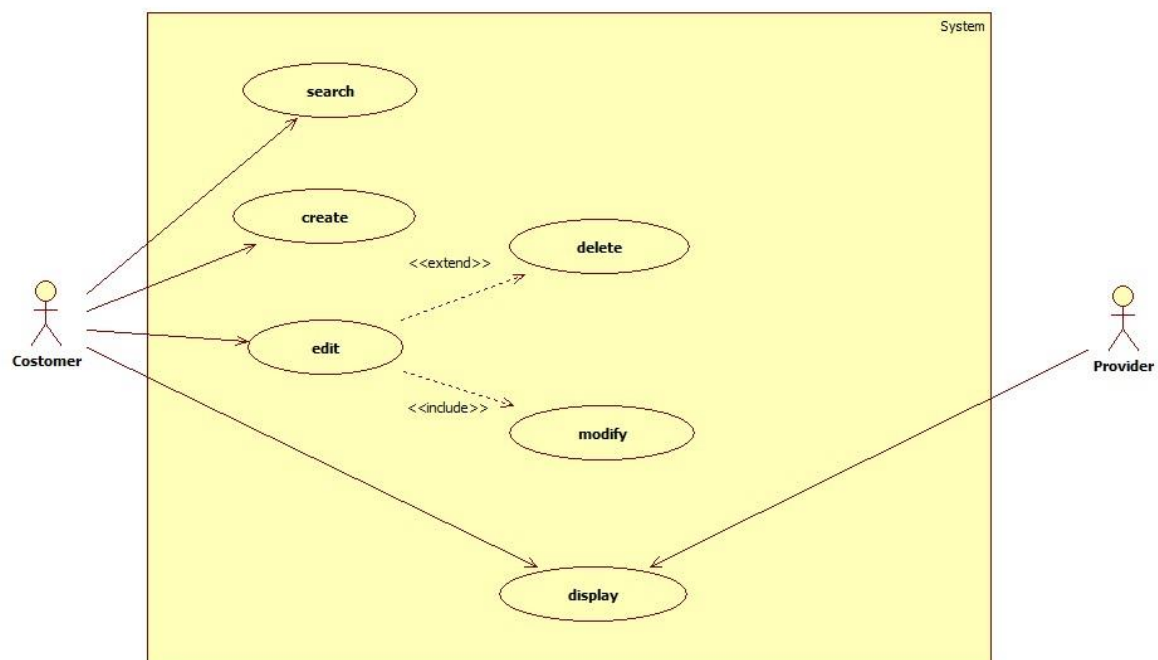 System
search
create
delete
<<extend>>
edit
Costomer
Provider
<<include>>
modify
display